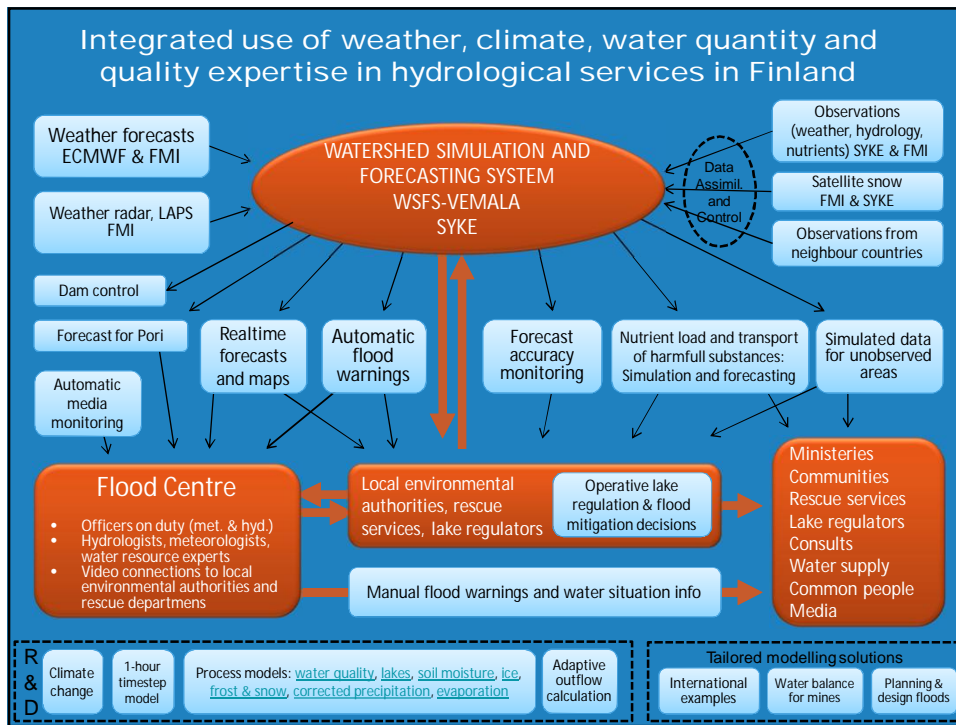 Integrated use of weather, climate, water quantity and
quality expertise in hydrological services in Finland
Weather forecasts
ECMWF & FMI
Weather radar, LAPS
FMI
WATERSHED SIMULATION AND
FORECASTING SYSTEM
WSFS-VEMALA
SYKE
Data
Assimil.
and
Control
Observations
(weather, hydrology,
nutrients) SYKE & FMI
Satellite snow
FMI & SYKE
Observations from
neighbour countries
Dam control
Forecast for Pori
Automatic
media
monitoring
Realtime
forecasts
and maps
Automatic
flood
warnings
Forecast
accuracy
monitoring
Nutrient load and transport
of harmfull substances:
Simulation and forecasting
Simulated data
for unobserved
areas
Flood Centre
• Officers on duty (met. & hyd.)
• Hydrologists, meteorologists,
water resource experts
• Video connections to local
environmental authorities and
rescue departmens
Local environmental
authorities, rescue
services, lake regulators
Operative lake
regulation & flood
mitigation decisions
Manual flood warnings and water situation info
Ministeries
Communities
Rescue services
Lake regulators
Consults
Water supply
Common people
Media
R
&
D
Climate
change
1-hour
timestep
model
Process models: water quality, lakes, soil moisture, ice,
frost & snow, corrected precipitation, evaporation
Adaptive
outflow
calculation
Tailored modelling solutions
International
examples
Water balance
for mines
Planning &
design floods